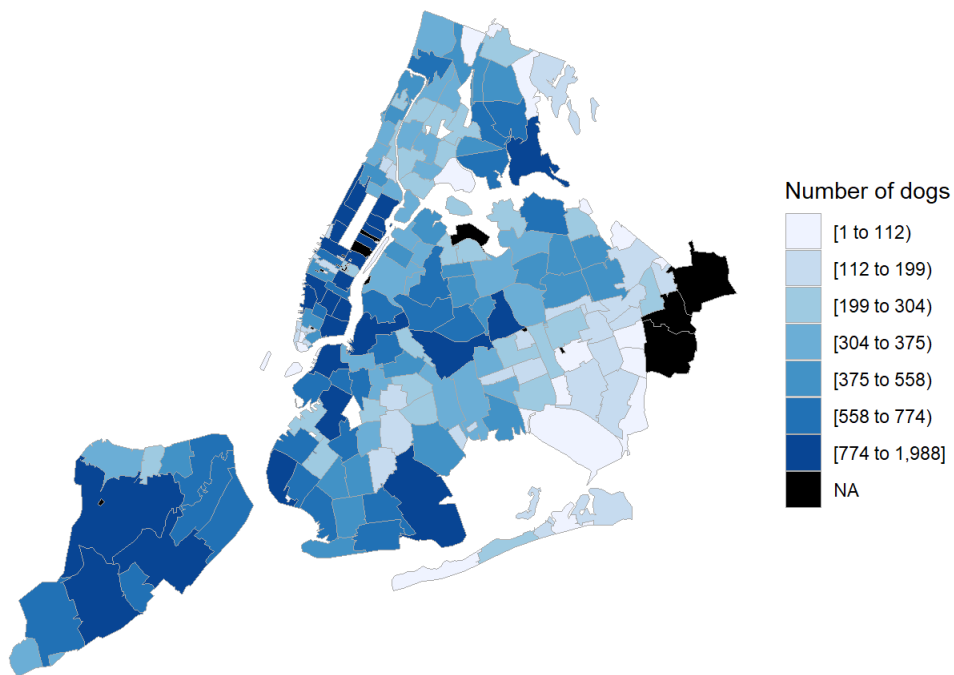 Number of dogs
[1 to 112)
[112 to 199)
[199 to 304)
[304 to 375)
[375 to 558)
[558 to 774)
[774 to 1,988]
NA